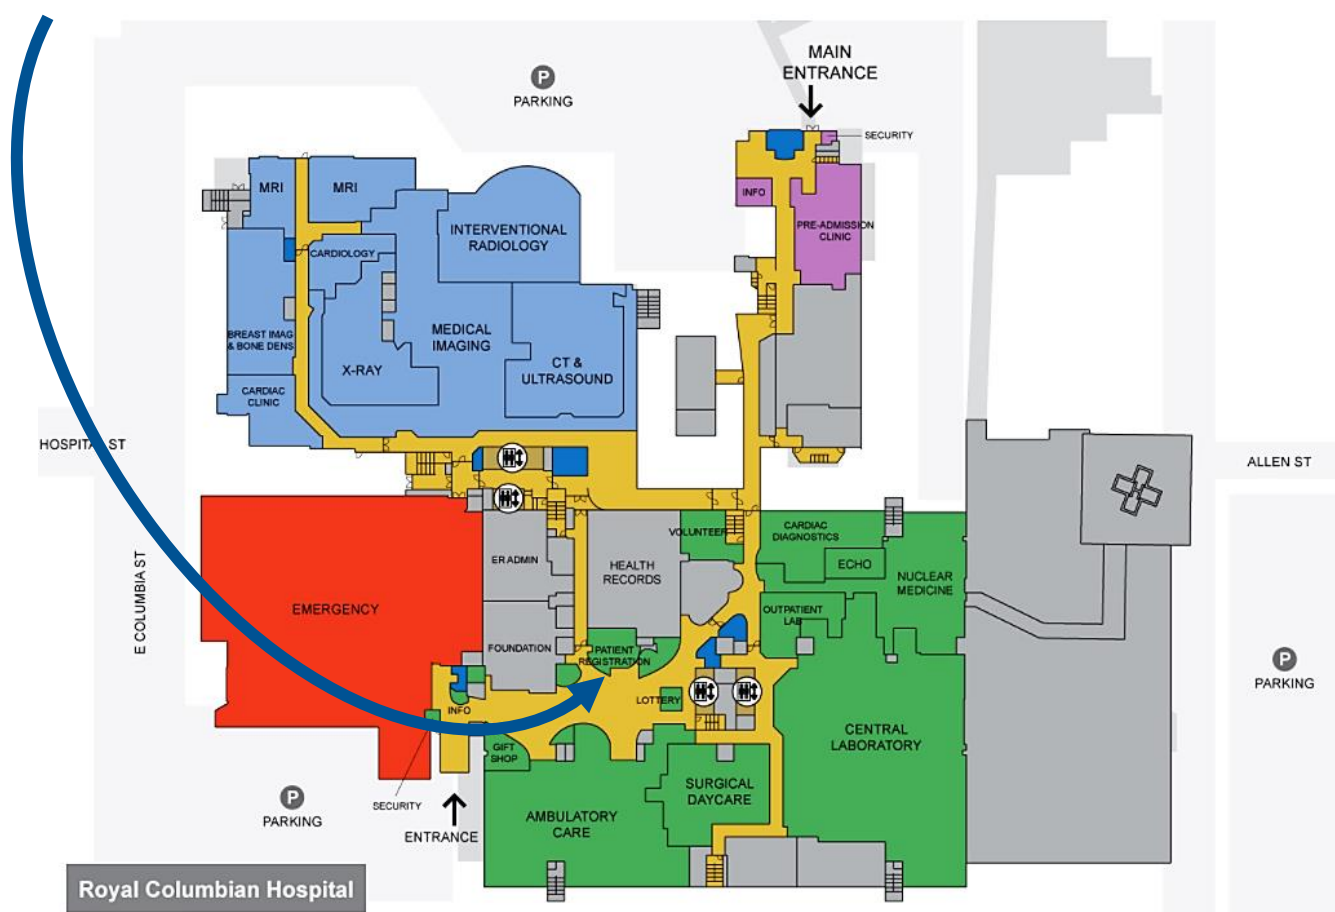 MAIN
ENTRANCE
P
PARKING
SECURITY
MRI
MRI
INFO
INTERVENTIONAL
RADIOLOGY
PRE-ADMISSION
CLINIC
CARDIOLOGY
BREAST IMAG
& BONE DENS
MEDICAL
IMAGING
X-RAY
CT &
ULTRASOUND
CARDIAC
CLINIC
HOSPITAL ST
ALLEN ST
E COLUMBIA ST
VOLUNTEER
CARDIAC
DIAGNOSTICS
ER ADMIN
HEALTH
RECORDS
ECHO
NUCLEAR
MEDICINE
EMERGENCY
OUTPATIENT
LAB
FOUNDATION
PATIENT
REGISTRATION
P
PARKING
LOTTERY
INFO
GIFT
SHOP
CENTRAL
LABORATORY
SURGICAL
DAYCARE
P
PARKING
SECURITY
AMBULATORY
CARE
ENTRANCE
Royal Columbian Hospital